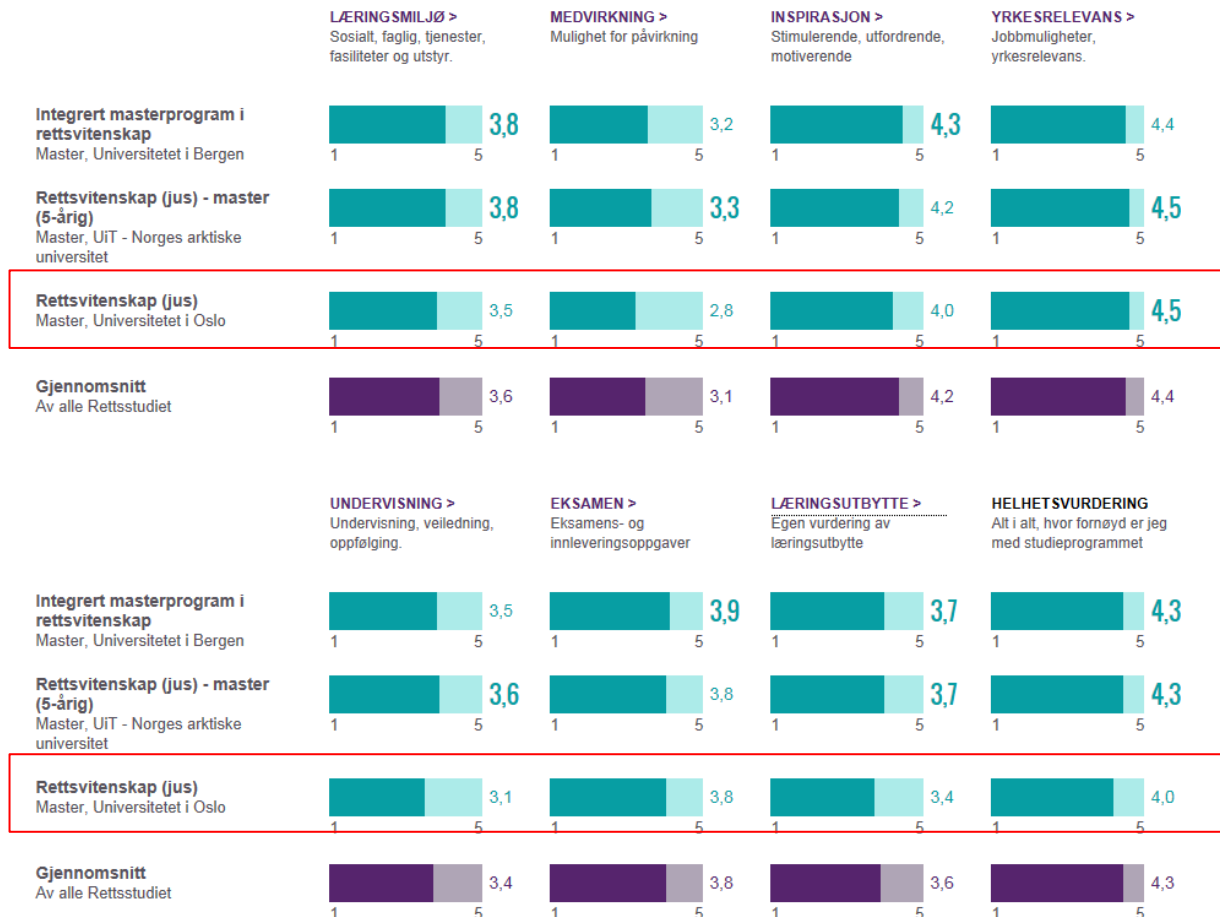 LÆRINGSMILJØ >
Sosialt, faglig, tjenester,
fasiliteter og utstyr.
MEDVIRKNING >
Mulighet for påvirkning
INSPIRASJON >
Stimulerende, utfordrende,
motiverende
YRKESRELEVANS >
Jobbmuligheter,
yrkesrelevans.
Integrert masterprogram i
rettsvitenskap
Master, Universitetet i Bergen
3,8
1 5
3,2
1 5
4,3
1 5
4,4
1 5
Rettsvitenskap (jus) - master
(5-årig)
Master, UiT - Norges arktiske
universitet
3,8
1 5
3,3
1 5
4,2
1 5
4,5
1 5
Rettsvitenskap (jus)
Master, Universitetet i Oslo
3,5
1 5
2,8
1 5
4,0
1 5
4,5
1 5
Gjennomsnitt
Av alle Rettsstudiet
3,6
1 5
3,1
1 5
4,2
1 5
4,4
1 5
UNDERVISNING >
Undervisning, veiledning,
oppfølging.
EKSAMEN >
Eksamens- og
innleveringsoppgaver
LÆRINGSUTBYTTE >
Egen vurdering av
læringsutbytte
HELHETSVURDERING
Alt i alt, hvor fornøyd er jeg
med studieprogrammet
Integrert masterprogram i
rettsvitenskap
Master, Universitetet i Bergen
3,5
1 5
3,9
1 5
3,7
1 5
4,3
1 5
Rettsvitenskap (jus) - master
(5-årig)
Master, UiT - Norges arktiske
universitet
3,6
1 5
3,8
1 5
3,7
1 5
4,3
1 5
Rettsvitenskap (jus)
Master, Universitetet i Oslo
3,1
1 5
3,8
1 5
3,4
1 5
4,0
1 5
Gjennomsnitt
Av alle Rettsstudiet
3,4
1 5
3,8
1 5
3,6
1 5
4,3
1 5